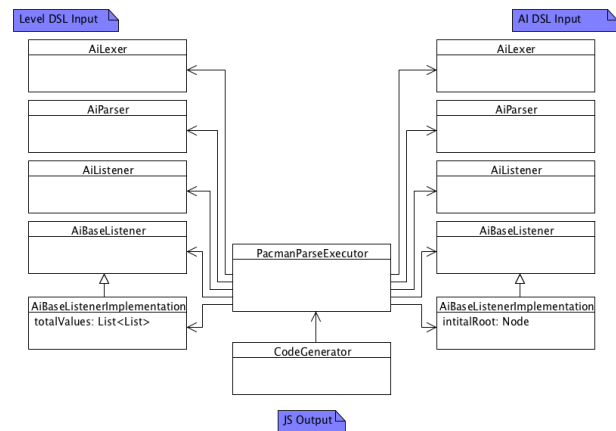 Level DSL Input
AI DSL Input
AiLexer
AiLexer
AiParser
AiParser
AiListener
AiListener
AiBaseListener
AiBaseListener
PacmanParseExecutor
AiBaseListenerImplementation
totalValues: List<List>
AiBaseListenerImplementation
intitalRoot: Node
CodeGenerator
JS Output